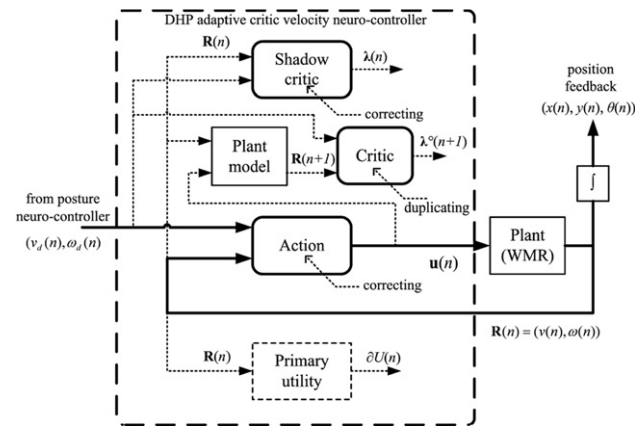 DHP adaptive critic velocity neuro-controller
R(n)
Shadow
critic
λ(n)
correcting
position
feedback
(x(n), y(n), θ(n))
Plant
model
R(n+1)
Critic
λ°(n+1)
duplicating
∫
from posture
neuro-controller
(v_d(n), ω_d(n)
Action
u(n)
correcting
Plant
(WMR)
R(n) = (v(n), ω(n))
R(n)
Primary
utility
∂U(n)